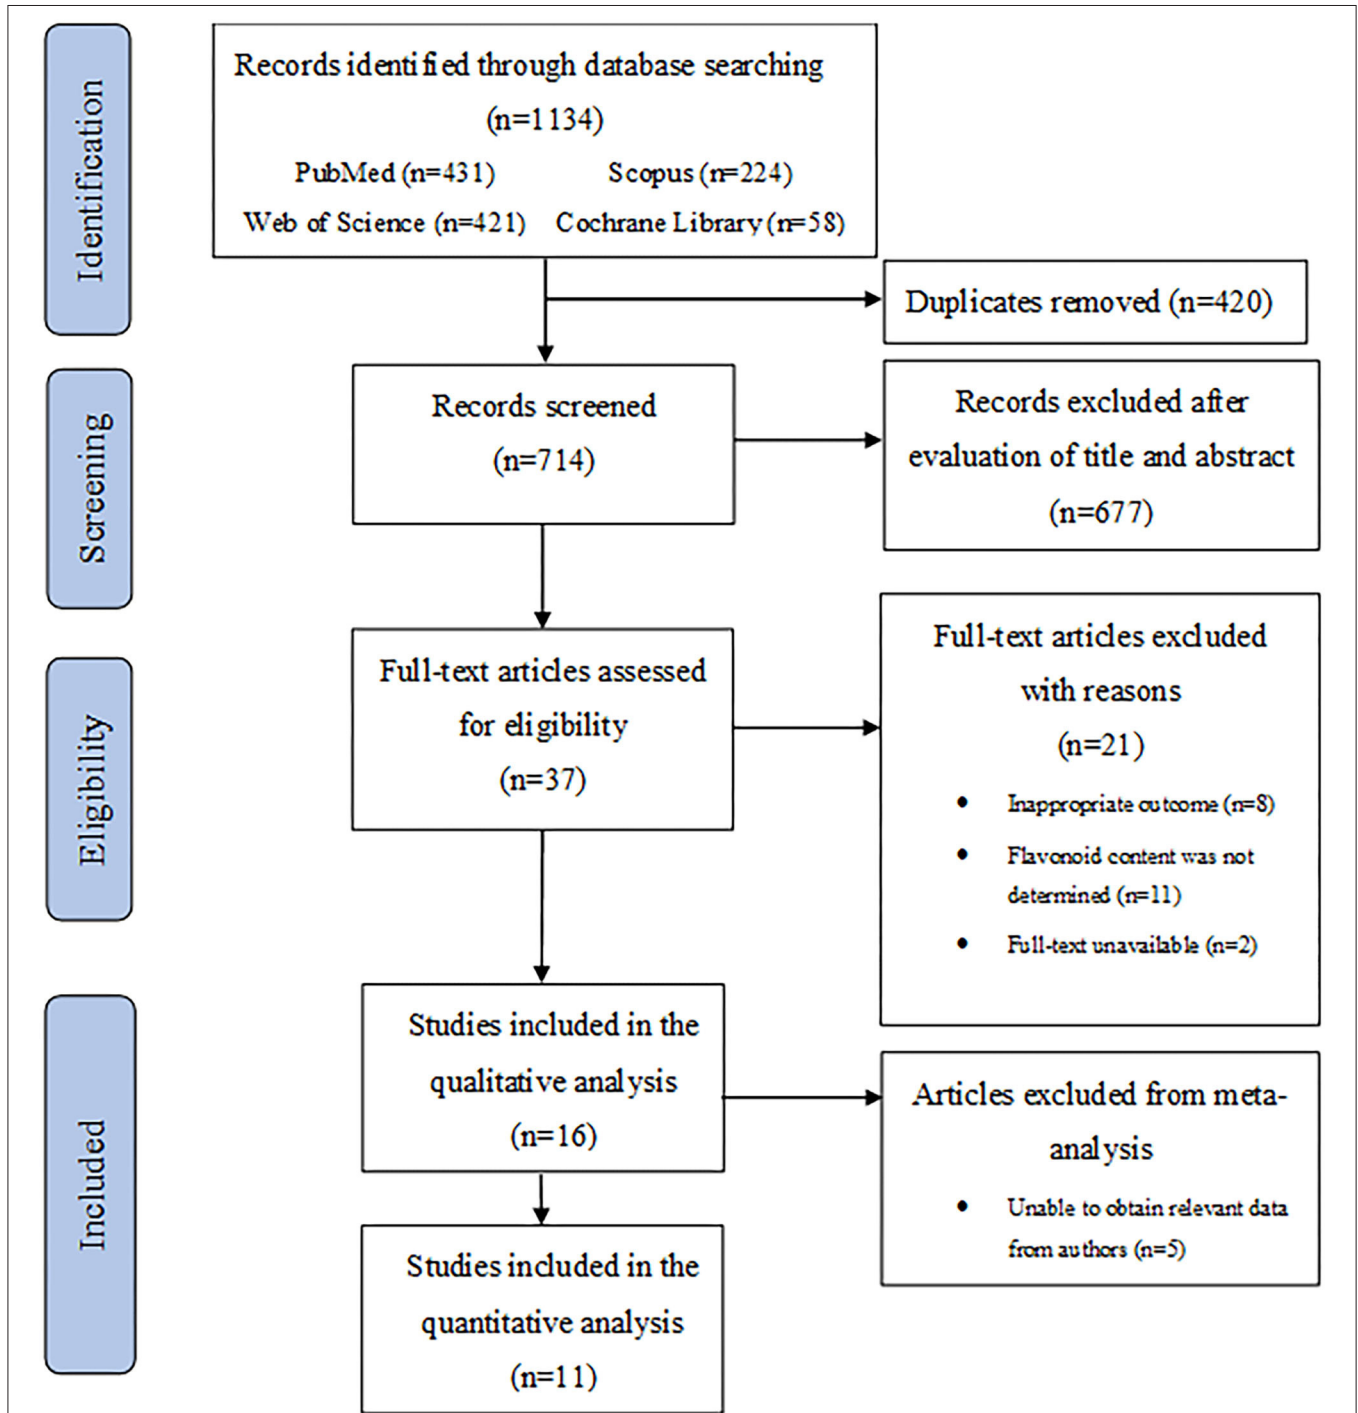 Identification
Records identified through database searching
(n=1134)
PubMed (n=431) Scopus (n=224)
Web of Science (n=421) Cochrane Library (n=58)
Duplicates removed (n=420)
Screening
Records screened
(n=714)
Records excluded after
evaluation of title and abstract
(n=677)
Eligibility
Full-text articles assessed
for eligibility
(n=37)
Full-text articles excluded
with reasons
(n=21)
• Inappropriate outcome (n=8)
• Flavonoid content was not
determined (n=11)
• Full-text unavailable (n=2)
Included
Studies included in the
qualitative analysis
(n=16)
Articles excluded from meta-
analysis
• Unable to obtain relevant data
from authors (n=5)
Studies included in the
quantitative analysis
(n=11)